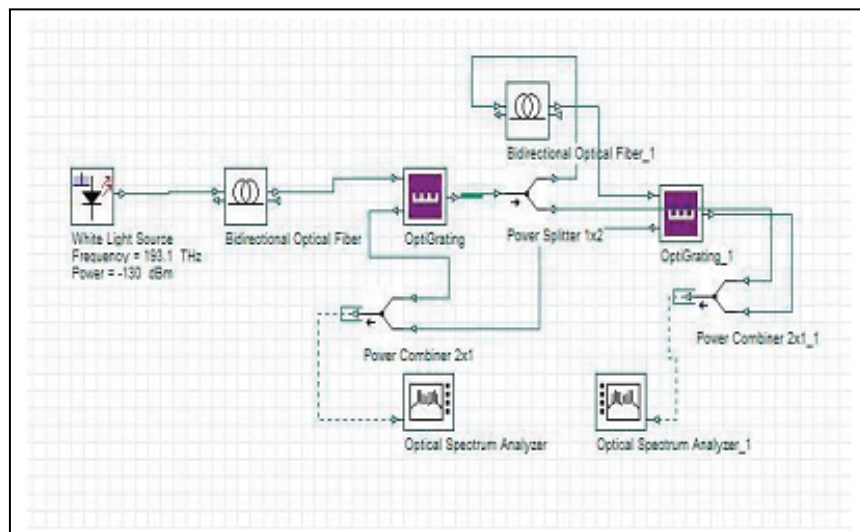 Bidirectional Optical Fiber_1
White Light Source
Frequency = 193.1 THz
Power = -130 dBm
Bidirectional Optical Fiber
OptiGrating
Power Splitter 1x2
OptiGrating_1
Power Combiner 2x1
Power Combiner 2x1_1
Optical Spectrum Analyzer
Optical Spectrum Analyzer_1